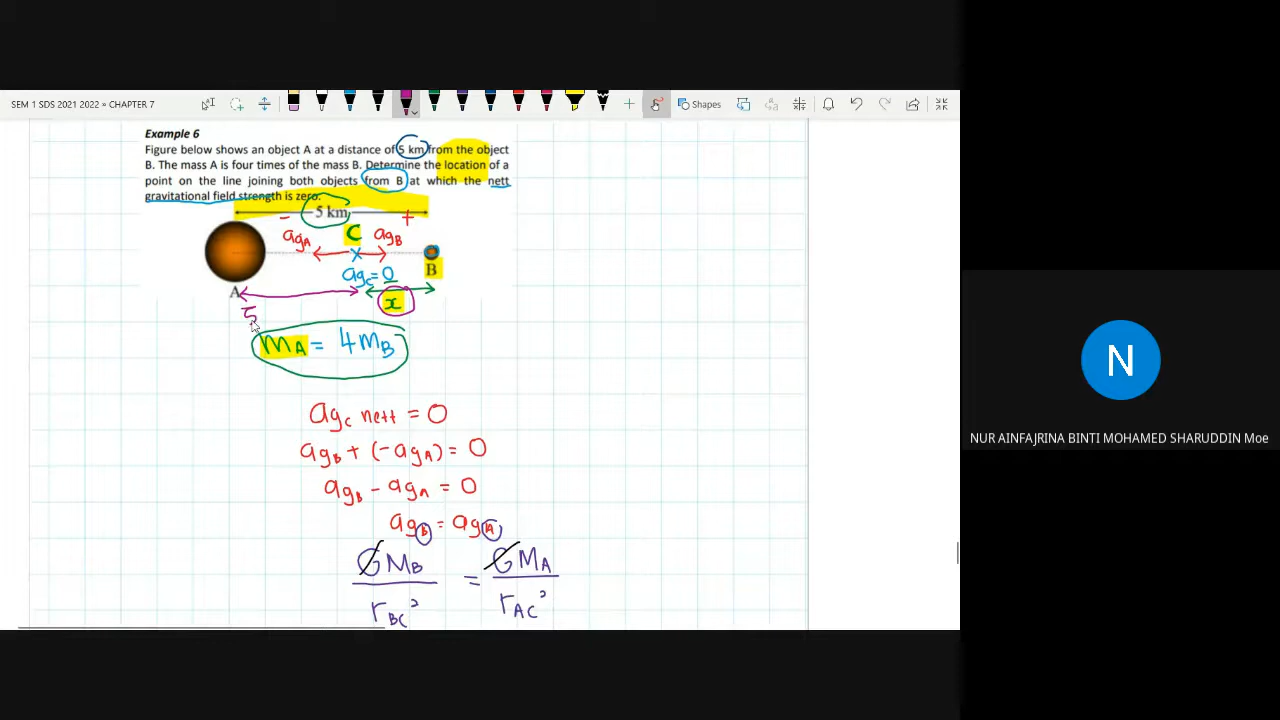 SEM 1 SDS 2021 2022 » CHAPTER 7
Shapes
Example 6
Figure below shows an object A at a distance of 5 km from the object
B. The mass A is four times of the mass B. Determine the location of a
point on the line joining both objects from B at which the nett
gravitational field strength is zero.
5 km
- +
agA C agB
agc=0
B
A x
5
MA = 4MB
agc nett = 0
agB + (-agA) = 0
agB - agA = 0
agB = agA
GMB = GMA
rBC² rAC²
N
NUR AINFAJRINA BINTI MOHAMED SHARUDDIN Moe